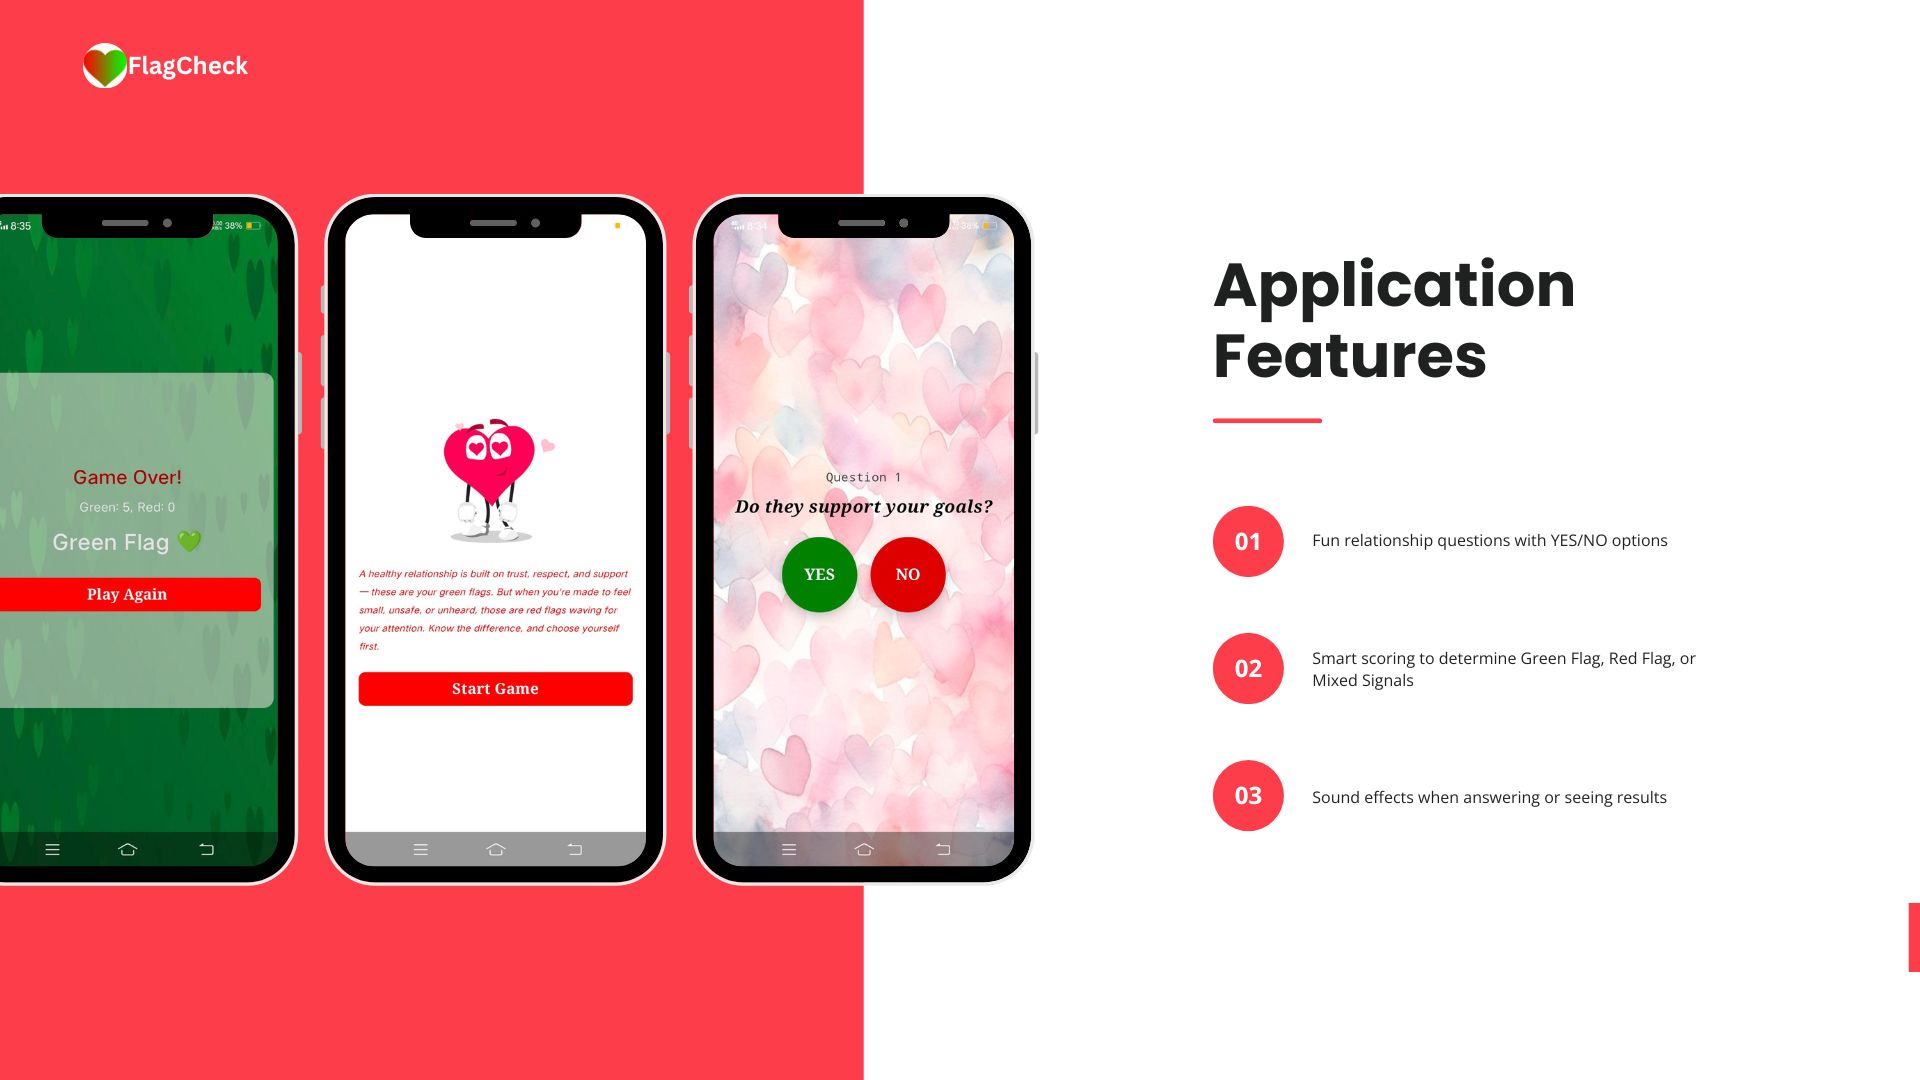 FlagCheck
8:35
38%
Game Over!
Green: 5, Red: 0
Green Flag 💚
Play Again
A healthy relationship is built on trust, respect, and support
— these are your green flags. But when you're made to feel
small, unsafe, or unheard, those are red flags waving for
your attention. Know the difference, and choose yourself
first.
Start Game
8:34
38%
Question 1
Do they support your goals?
YES
NO
Application
Features
01
Fun relationship questions with YES/NO options
02
Smart scoring to determine Green Flag, Red Flag, or
Mixed Signals
03
Sound effects when answering or seeing results